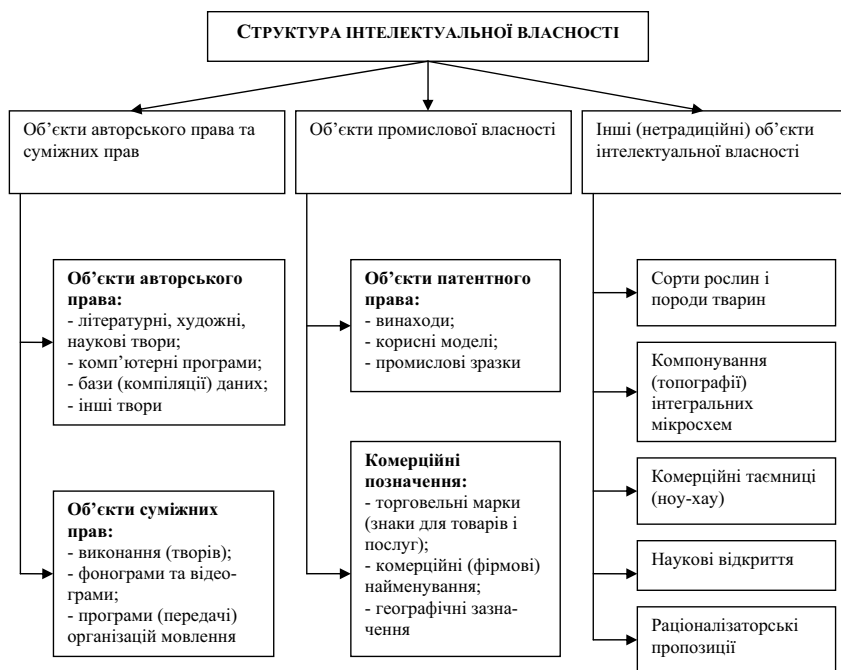 СТРУКТУРА ІНТЕЛЕКТУАЛЬНОЇ ВЛАСНОСТІ
Об’єкти авторського права та
суміжних прав
Об’єкти авторського
права:
- літературні, художні,
наукові твори;
- комп’ютерні програми;
- бази (компіляції) даних;
- інші твори
Об’єкти суміжних
прав:
- виконання (творів);
- фонограми та відео-
грами;
- програми (передачі)
організацій мовлення
Об’єкти промислової власності
Об’єкти патентного
права:
- винаходи;
- корисні моделі;
- промислові зразки
Комерційні
позначення:
- торговельні марки
(знаки для товарів і
послуг);
- комерційні (фірмові)
найменування;
- географічні зазна-
чення
Інші (нетрадиційні) об’єкти
інтелектуальної власності
Сорти рослин і
породи тварин
Компонування
(топографії)
інтегральних
мікросхем
Комерційні таємниці
(ноу-хау)
Наукові відкриття
Раціоналізаторські
пропозиції